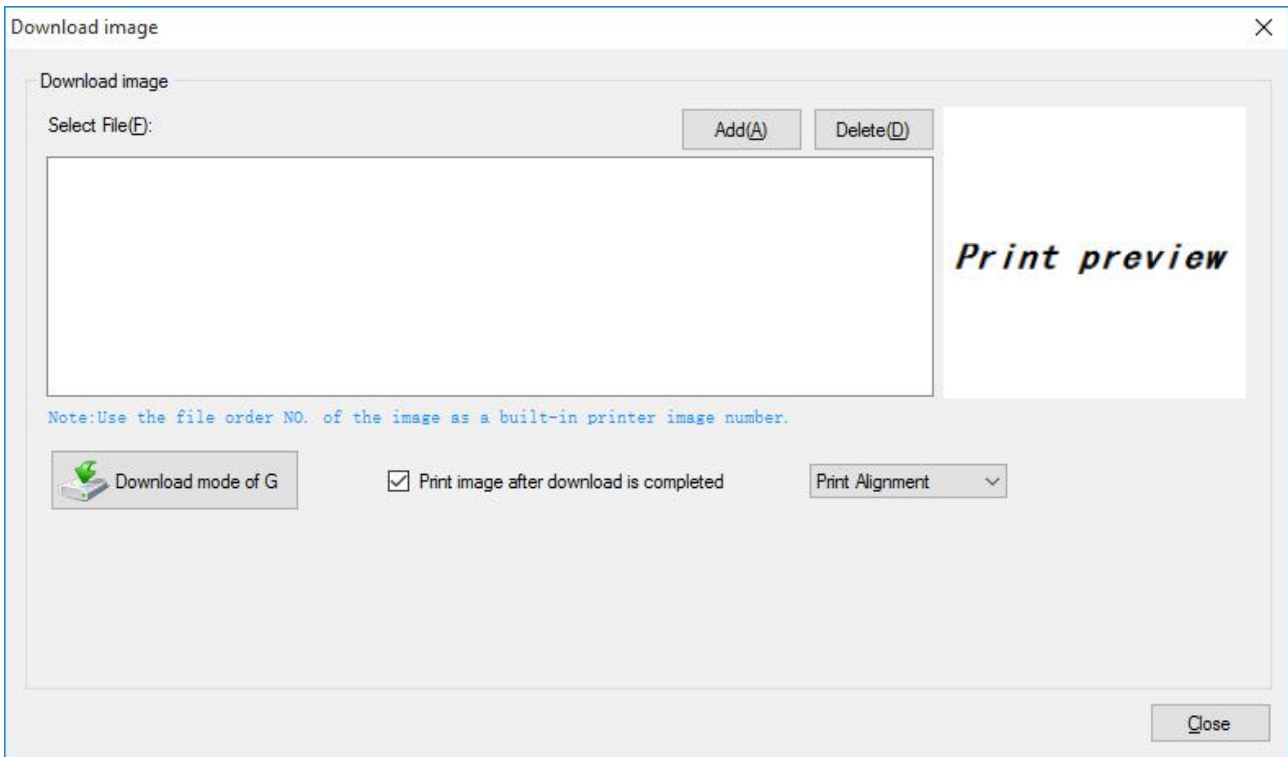 Download image
Download image
Select File(F):
Add(A)
Delete(D)
Print preview
Note:Use the file order NO. of the image as a built-in printer image number.
Download mode of G
Print image after download is completed
Print Alignment
Close